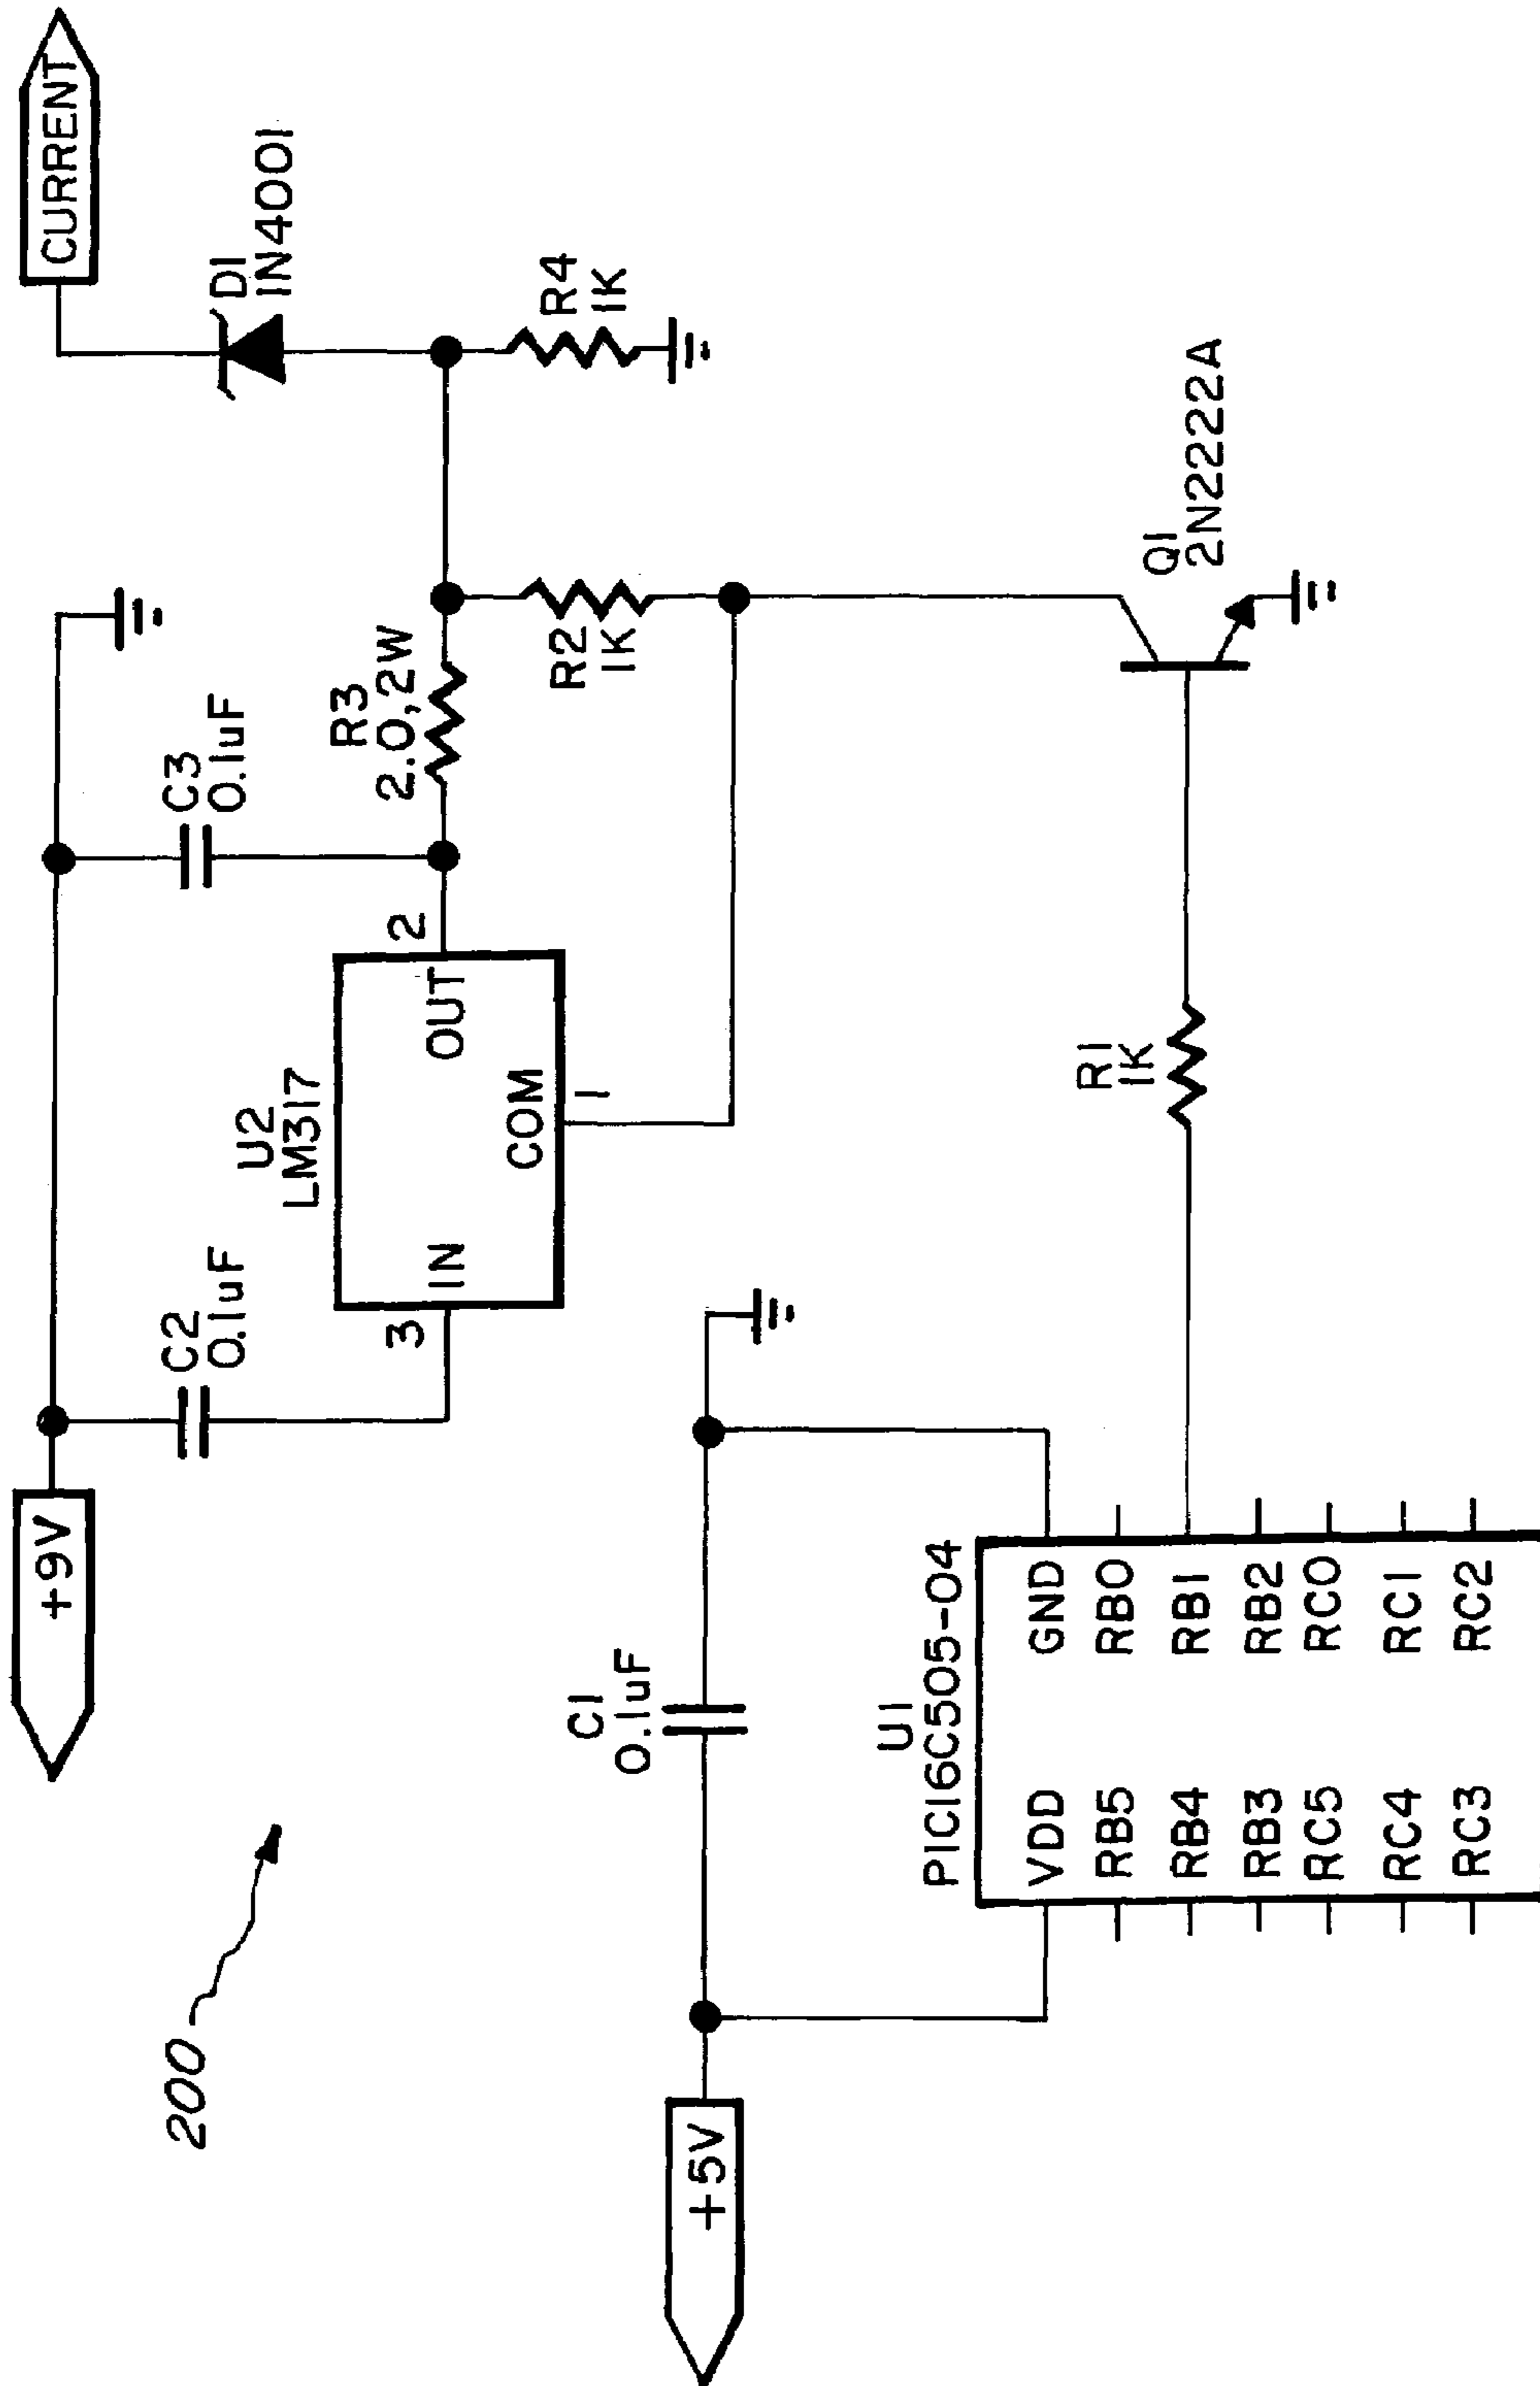 200
+9V
C2
0.1uF
C3
0.1uF
CURRENT
D1
1N4001
U2
LM317
3
IN
OUT
2
COM
1
R3
2.0,2W
R2
1K
R4
1K
+5V
C1
0.1uF
U1
PIC16C505-04
VDD
GND
RB5
RB0
RB4
RB1
RB3
RB2
RC5
RC0
RC4
RC1
RC3
RC2
R1
1K
Q1
2N2222A